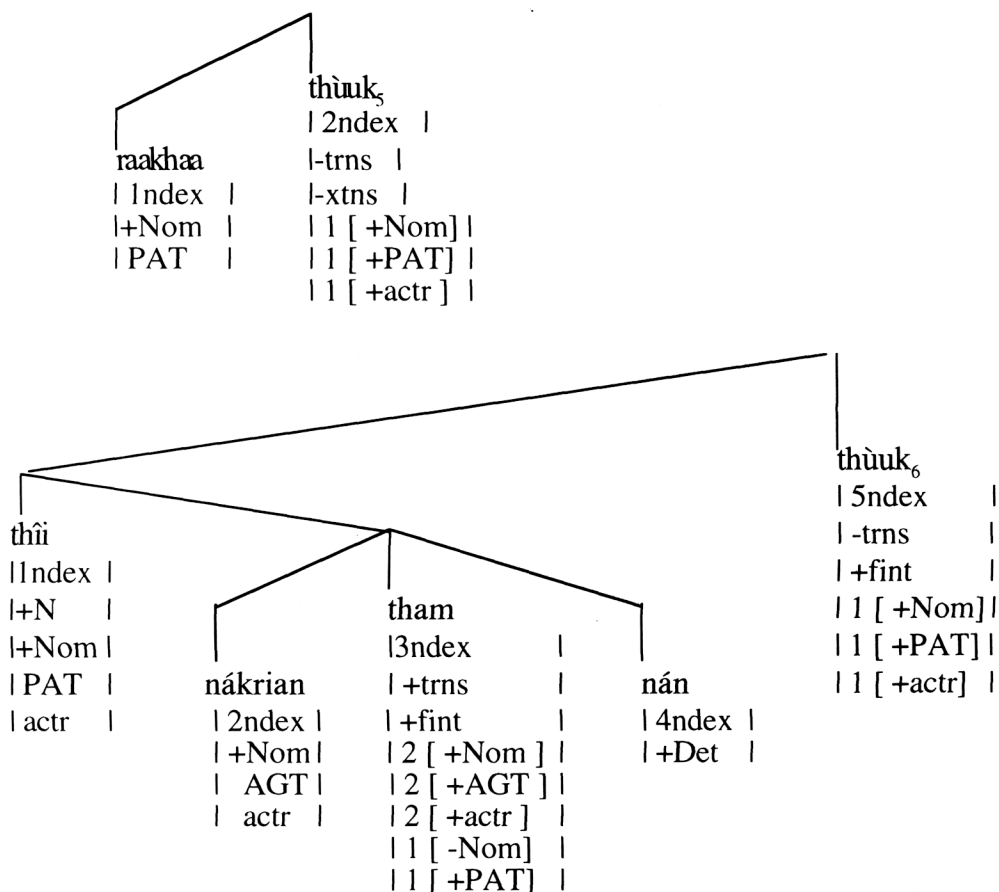 thùuk₅
| 2ndex |
|-trns |
|-xtns |
| 1 [ +Nom] |
| 1 [ +PAT] |
| 1 [ +actr ] |
raakhaa
| 1ndex |
|+Nom |
| PAT |
thîi
|1ndex |
|+N |
|+Nom |
| PAT |
| actr |
nákrian
| 2ndex |
| +Nom |
| AGT |
| actr |
tham
|3ndex |
| +trns |
| +fint |
| 2 [ +Nom ] |
| 2 [ +AGT ] |
| 2 [ +actr ] |
| 1 [ -Nom] |
| 1 [ +PAT] |
nán
| 4ndex |
| +Det |
thùuk₆
| 5ndex |
| -trns |
| +fint |
| 1 [ +Nom] |
| 1 [ +PAT] |
| 1 [ +actr] |